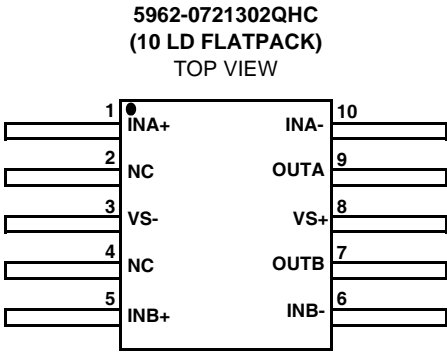 5962-0721302QHC
(10 LD FLATPACK)
TOP VIEW
1 INA+ INA- 10
2 NC OUTA 9
3 VS- VS+ 8
4 NC OUTB 7
5 INB+ INB- 6